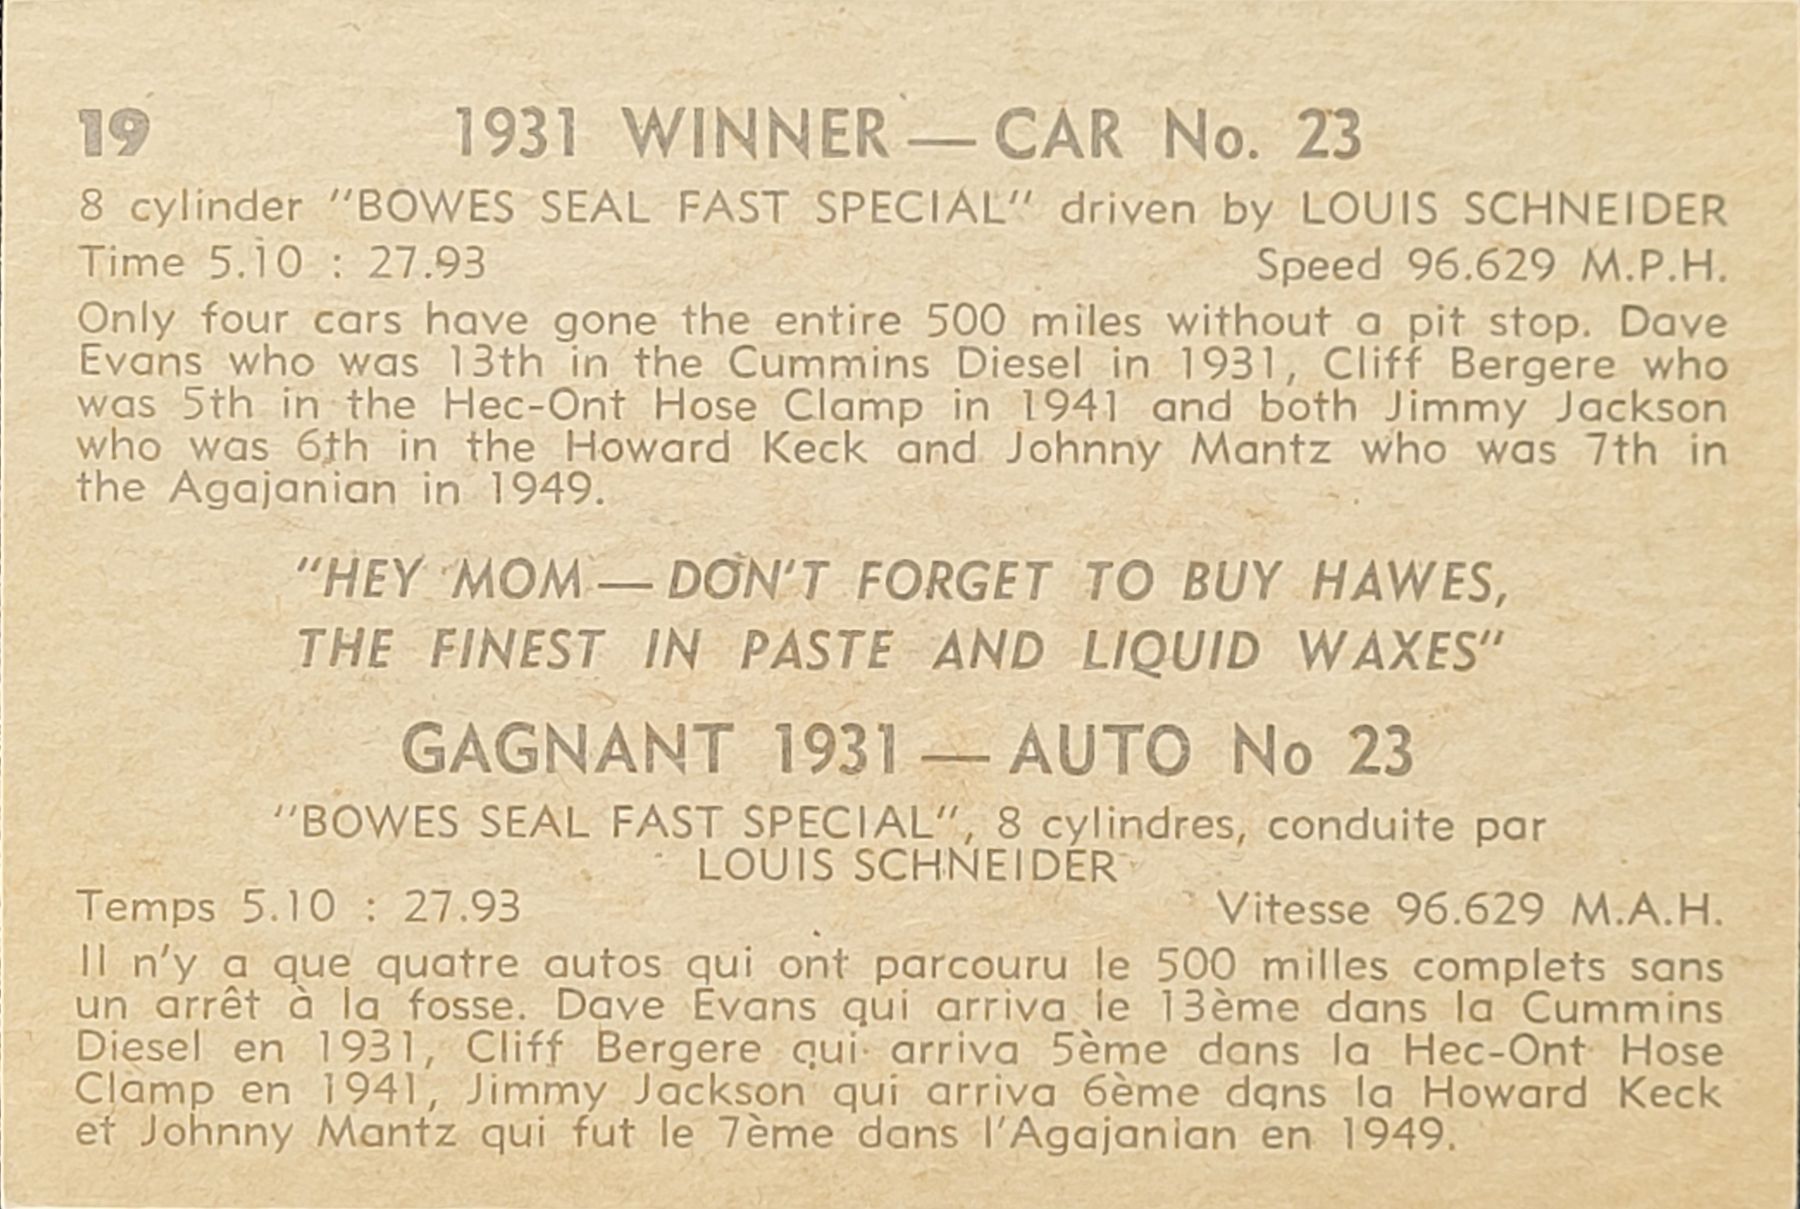 19 1931 WINNER — CAR No. 23
8 cylinder "BOWES SEAL FAST SPECIAL" driven by LOUIS SCHNEIDER
Time 5.10 : 27.93 Speed 96.629 M.P.H.
Only four cars have gone the entire 500 miles without a pit stop. Dave
Evans who was 13th in the Cummins Diesel in 1931, Cliff Bergere who
was 5th in the Hec-Ont Hose Clamp in 1941 and both Jimmy Jackson
who was 6th in the Howard Keck and Johnny Mantz who was 7th in
the Agajanian in 1949.
"HEY MOM — DON'T FORGET TO BUY HAWES,
THE FINEST IN PASTE AND LIQUID WAXES"
GAGNANT 1931 — AUTO No 23
"BOWES SEAL FAST SPECIAL", 8 cylindres, conduite par
LOUIS SCHNEIDER
Temps 5.10 : 27.93 Vitesse 96.629 M.A.H.
Il n'y a que quatre autos qui ont parcouru le 500 milles complets sans
un arrêt à la fosse. Dave Evans qui arriva le 13ème dans la Cummins
Diesel en 1931, Cliff Bergere qui arriva 5ème dans la Hec-Ont Hose
Clamp en 1941, Jimmy Jackson qui arriva 6ème dans la Howard Keck
et Johnny Mantz qui fut le 7ème dans l'Agajanian en 1949.